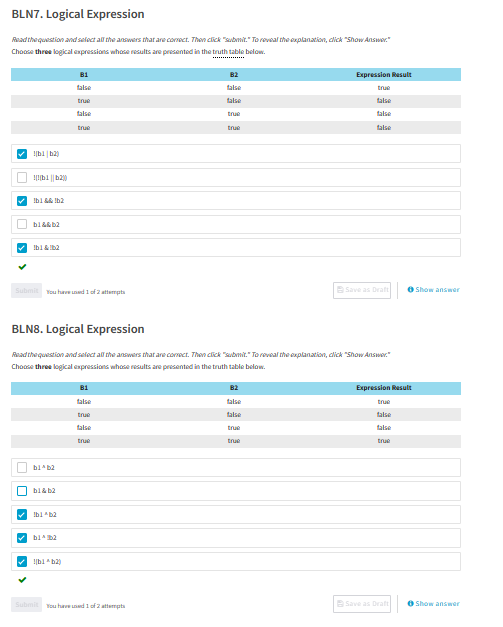 BLN7. Logical Expression
Read the question and select all the answers that are correct. Then click "submit." To reveal the explanation, click "Show Answer."
Choose three logical expressions whose results are presented in the truth table below.
B1 B2 Expression Result
false false true
true false false
false true false
true true false
!(b1 | b2)
!(!(b1 || b2))
!b1 && !b2
b1 && b2
!b1 & !b2
Submit You have used 1 of 2 attempts Save as Draft Show answer
BLN8. Logical Expression
Read the question and select all the answers that are correct. Then click "submit." To reveal the explanation, click "Show Answer."
Choose three logical expressions whose results are presented in the truth table below.
B1 B2 Expression Result
false false true
true false false
false true false
true true true
b1 ^ b2
b1 & b2
!b1 ^ b2
b1 ^ !b2
!(b1 ^ b2)
Submit You have used 1 of 2 attempts Save as Draft Show answer